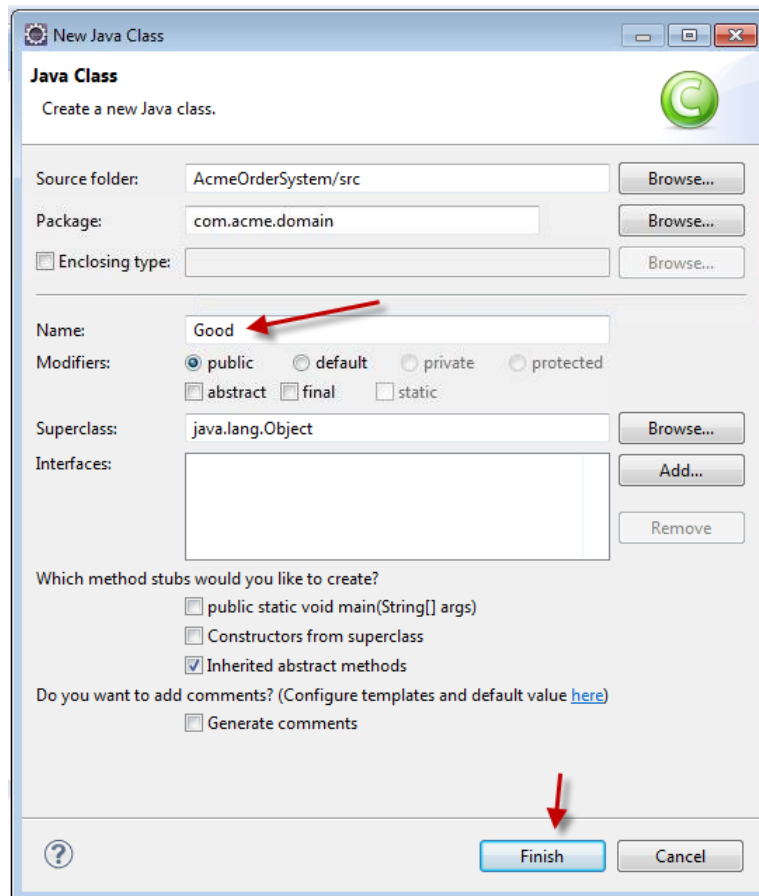 New Java Class
Java Class
Create a new Java class.
Source folder: AcmeOrderSystem/src Browse...
Package: com.acme.domain Browse...
Enclosing type: Browse...
Name: Good
Modifiers: public default private protected
abstract final static
Superclass: java.lang.Object Browse...
Interfaces: Add...
Remove
Which method stubs would you like to create?
public static void main(String[] args)
Constructors from superclass
Inherited abstract methods
Do you want to add comments? (Configure templates and default value here)
Generate comments
? Finish Cancel